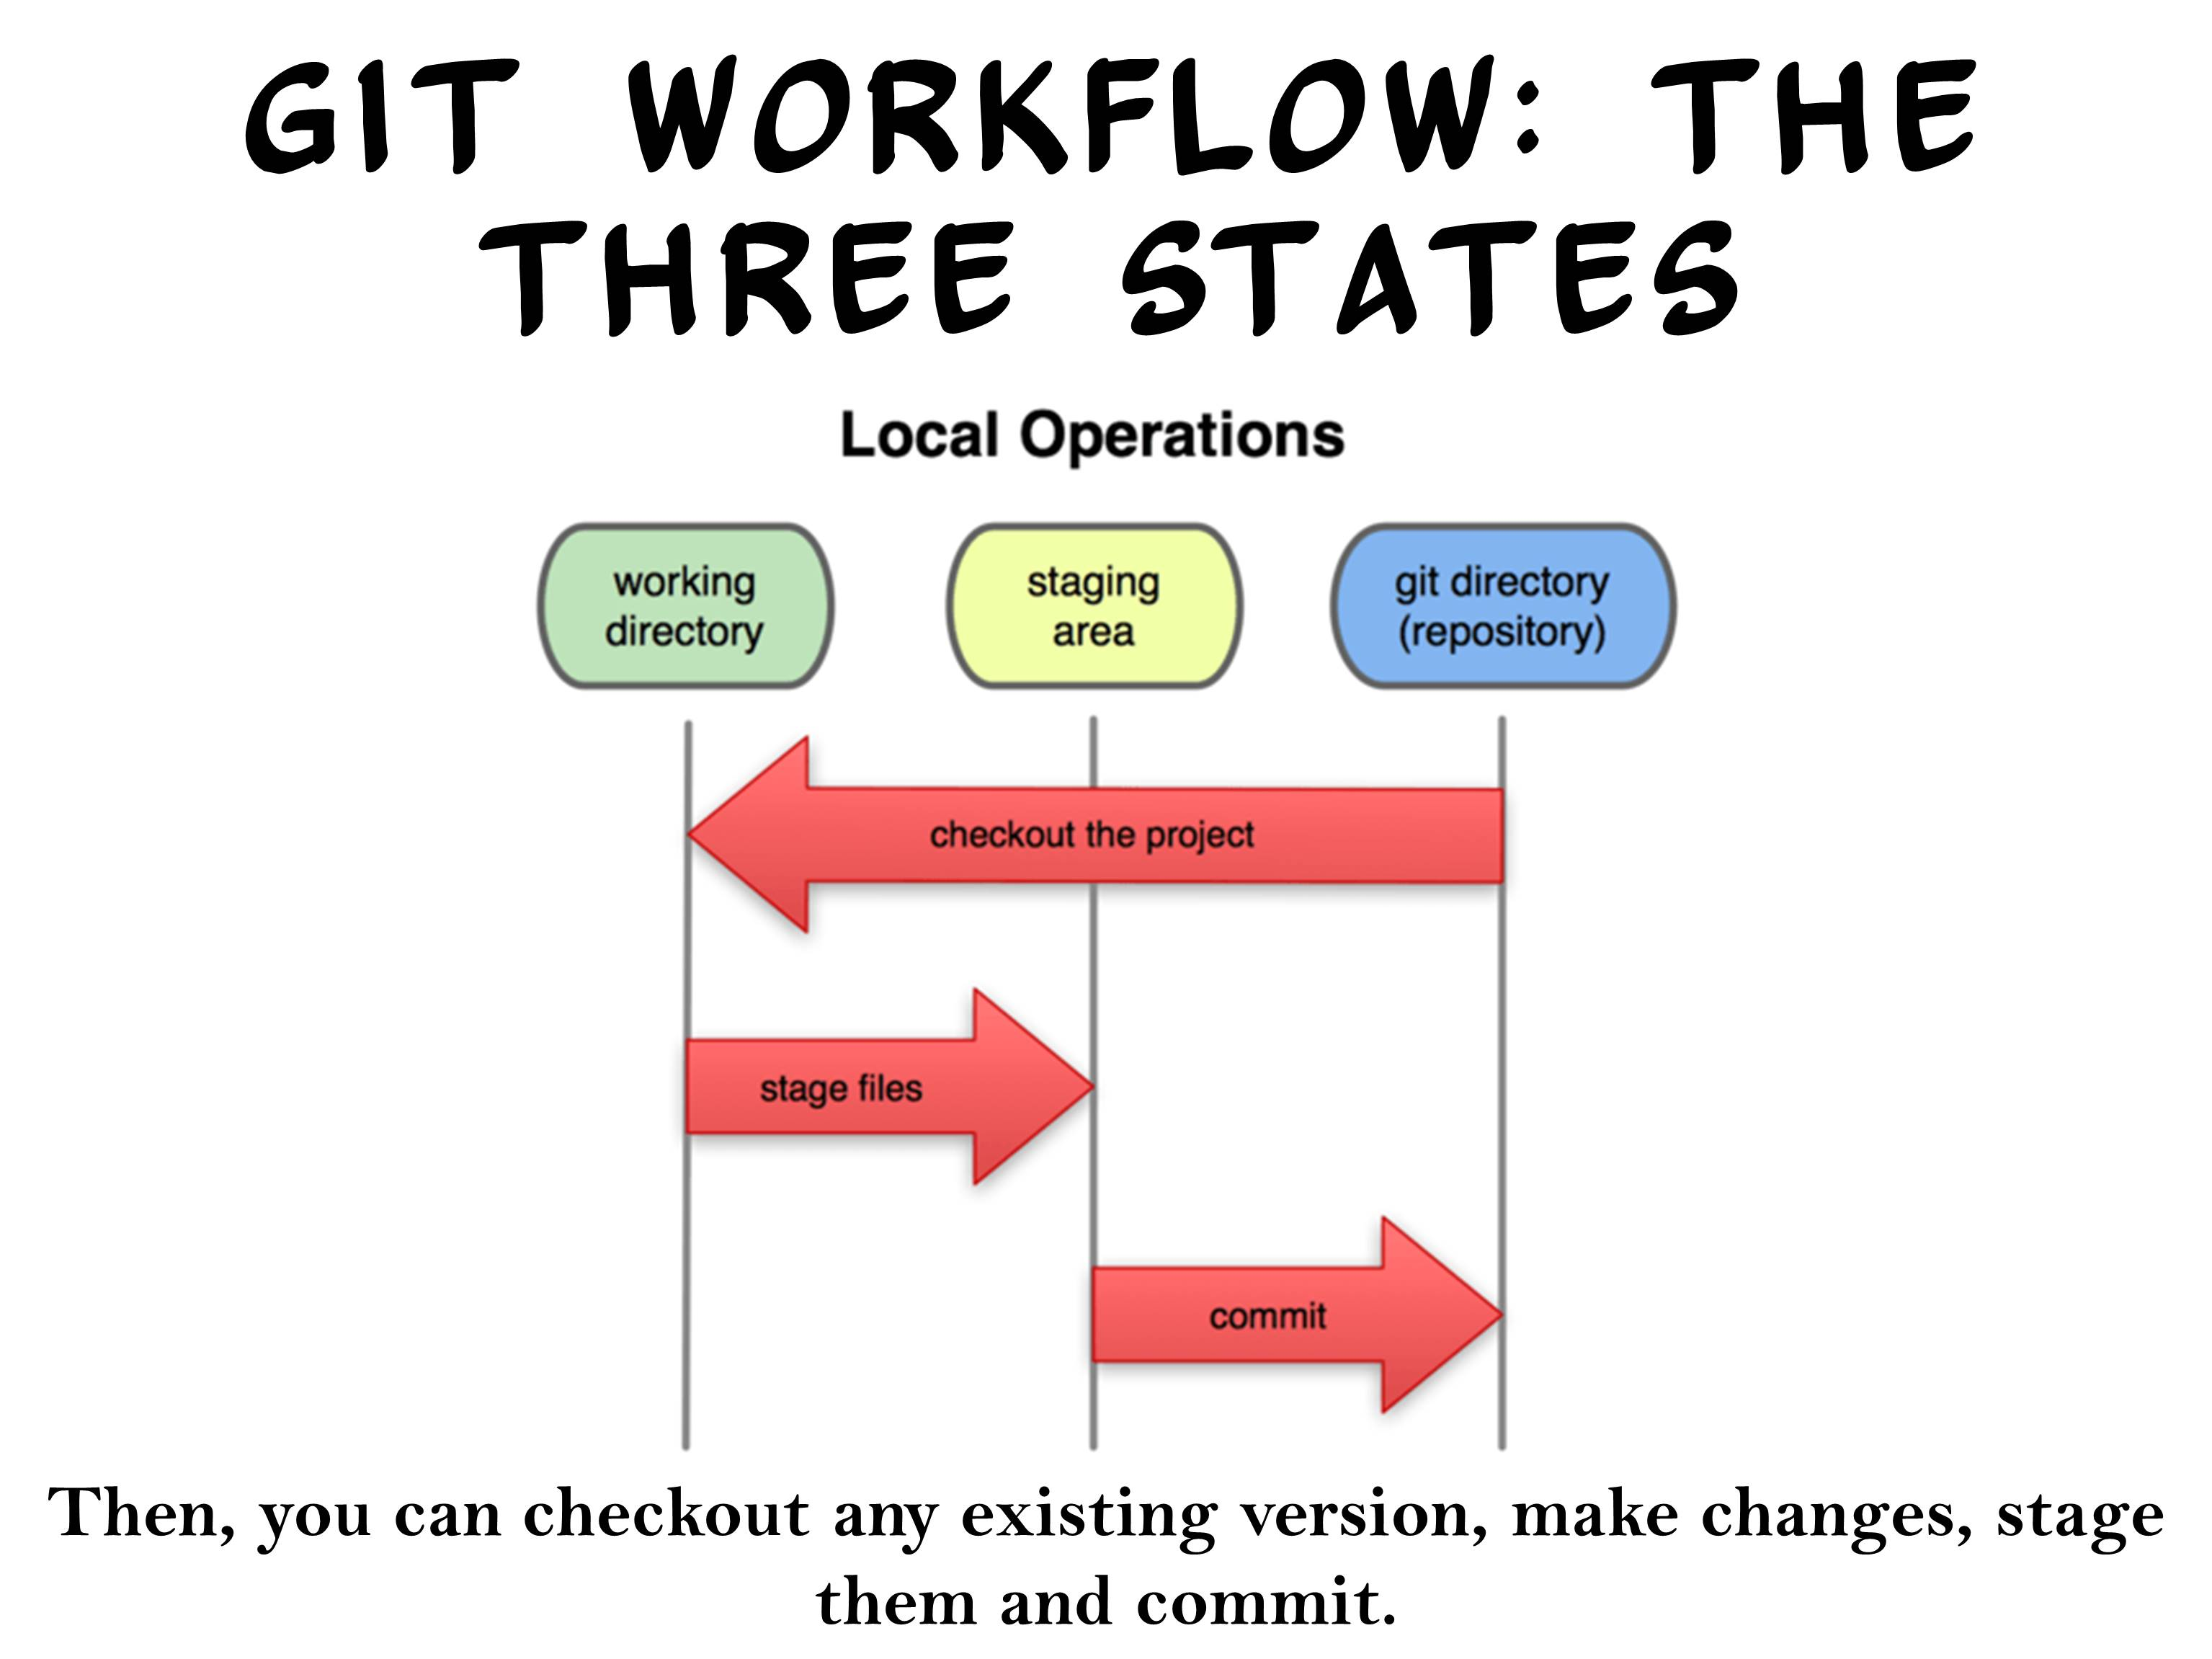 GIT WORKFLOW: THE
THREE STATES
Local Operations
working
directory
staging
area
git directory
(repository)
checkout the project
stage files
commit
Then, you can checkout any existing version, make changes, stage
them and commit.